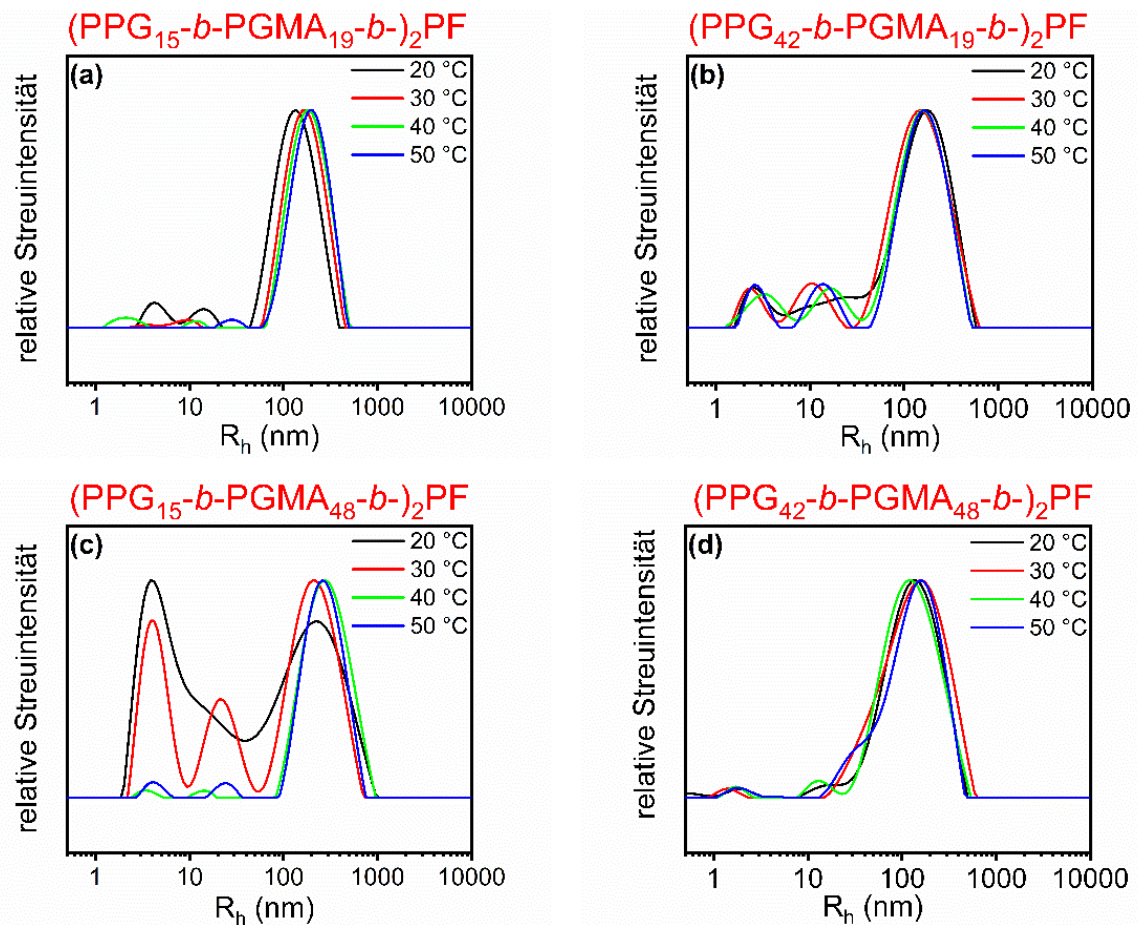 (PPG₁₅-b-PGMA₁₉-b-)₂PF
(a)
20 °C
30 °C
40 °C
50 °C
relative Streuintensität
1 10 100 1000 10000
Rₕ (nm)
(PPG₄₂-b-PGMA₁₉-b-)₂PF
(b)
20 °C
30 °C
40 °C
50 °C
relative Streuintensität
1 10 100 1000 10000
Rₕ (nm)
(PPG₁₅-b-PGMA₄₈-b-)₂PF
(c)
20 °C
30 °C
40 °C
50 °C
relative Streuintensität
1 10 100 1000 10000
Rₕ (nm)
(PPG₄₂-b-PGMA₄₈-b-)₂PF
(d)
20 °C
30 °C
40 °C
50 °C
relative Streuintensität
1 10 100 1000 10000
Rₕ (nm)